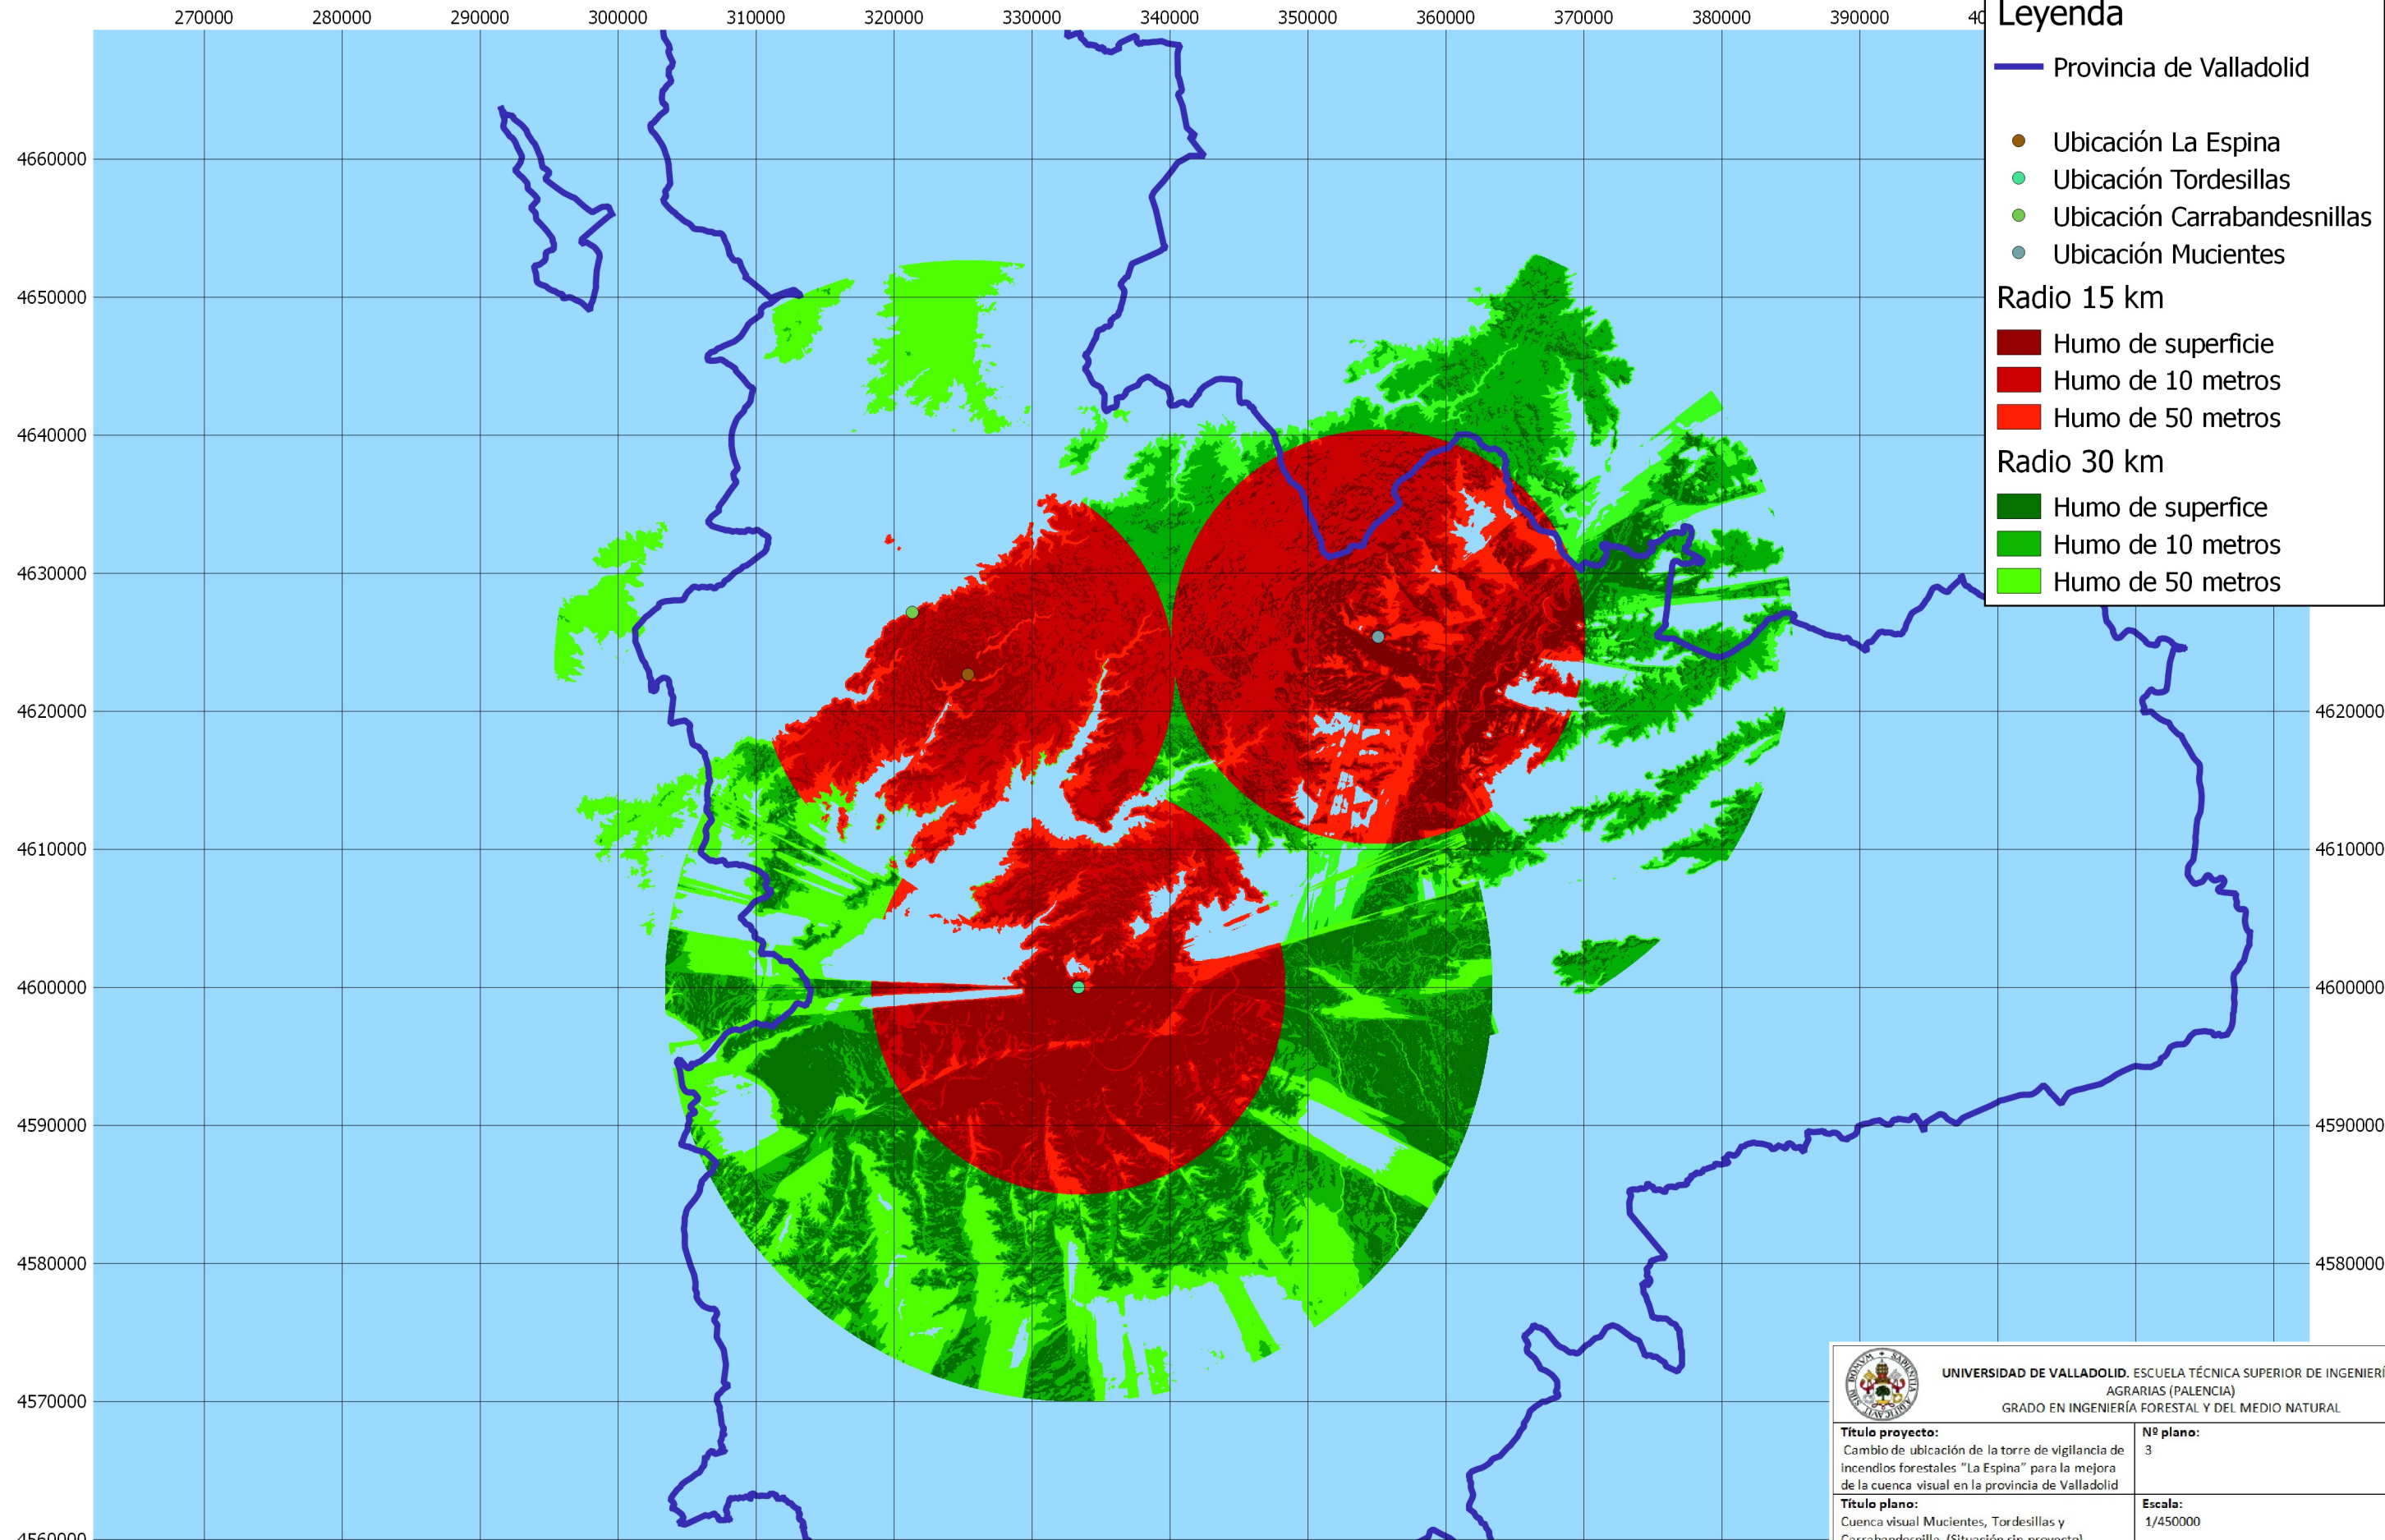 270000 280000 290000 300000 310000 320000 330000 340000 350000 360000 370000 380000 390000 40
Leyenda
Provincia de Valladolid
Ubicación La Espina
Ubicación Tordesillas
Ubicación Carrabandesnillas
Ubicación Mucientes
Radio 15 km
Humo de superficie
Humo de 10 metros
Humo de 50 metros
Radio 30 km
Humo de superfice
Humo de 10 metros
Humo de 50 metros
4660000
4650000
4640000
4630000
4620000 4620000
4610000 4610000
4600000 4600000
4590000 4590000
4580000 4580000
4570000
4560000
UNIVERSIDAD DE VALLADOLID. ESCUELA TÉCNICA SUPERIOR DE INGENIERÍ
AGRARIAS (PALENCIA)
GRADO EN INGENIERÍA FORESTAL Y DEL MEDIO NATURAL
Título proyecto:
Cambio de ubicación de la torre de vigilancia de
incendios forestales "La Espina" para la mejora
de la cuenca visual en la provincia de Valladolid
Nº plano:
3
Título plano:
Cuenca visual Mucientes, Tordesillas y
Carrabandesnilla. (Situación sin proyecto)
Escala:
1/450000